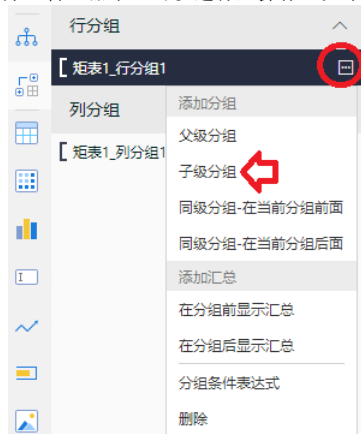 行分组
矩表1_行分组1
列分组
矩表1_列分组1
添加分组
父级分组
子级分组
同级分组-在当前分组前面
同级分组-在当前分组后面
添加汇总
在分组前显示汇总
在分组后显示汇总
分组条件表达式
删除